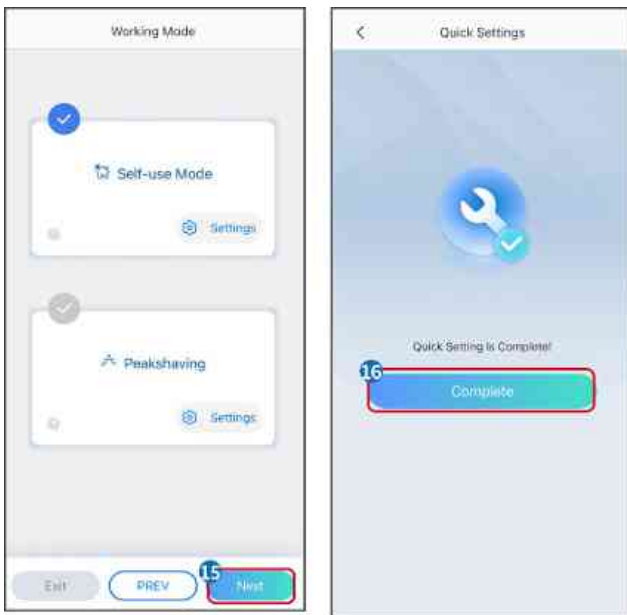 Working Mode
Self-use Mode
Settings
Peakshaving
Settings
Exit
PREV
15
Next
Quick Settings
Quick Setting Is Complete!
16
Complete